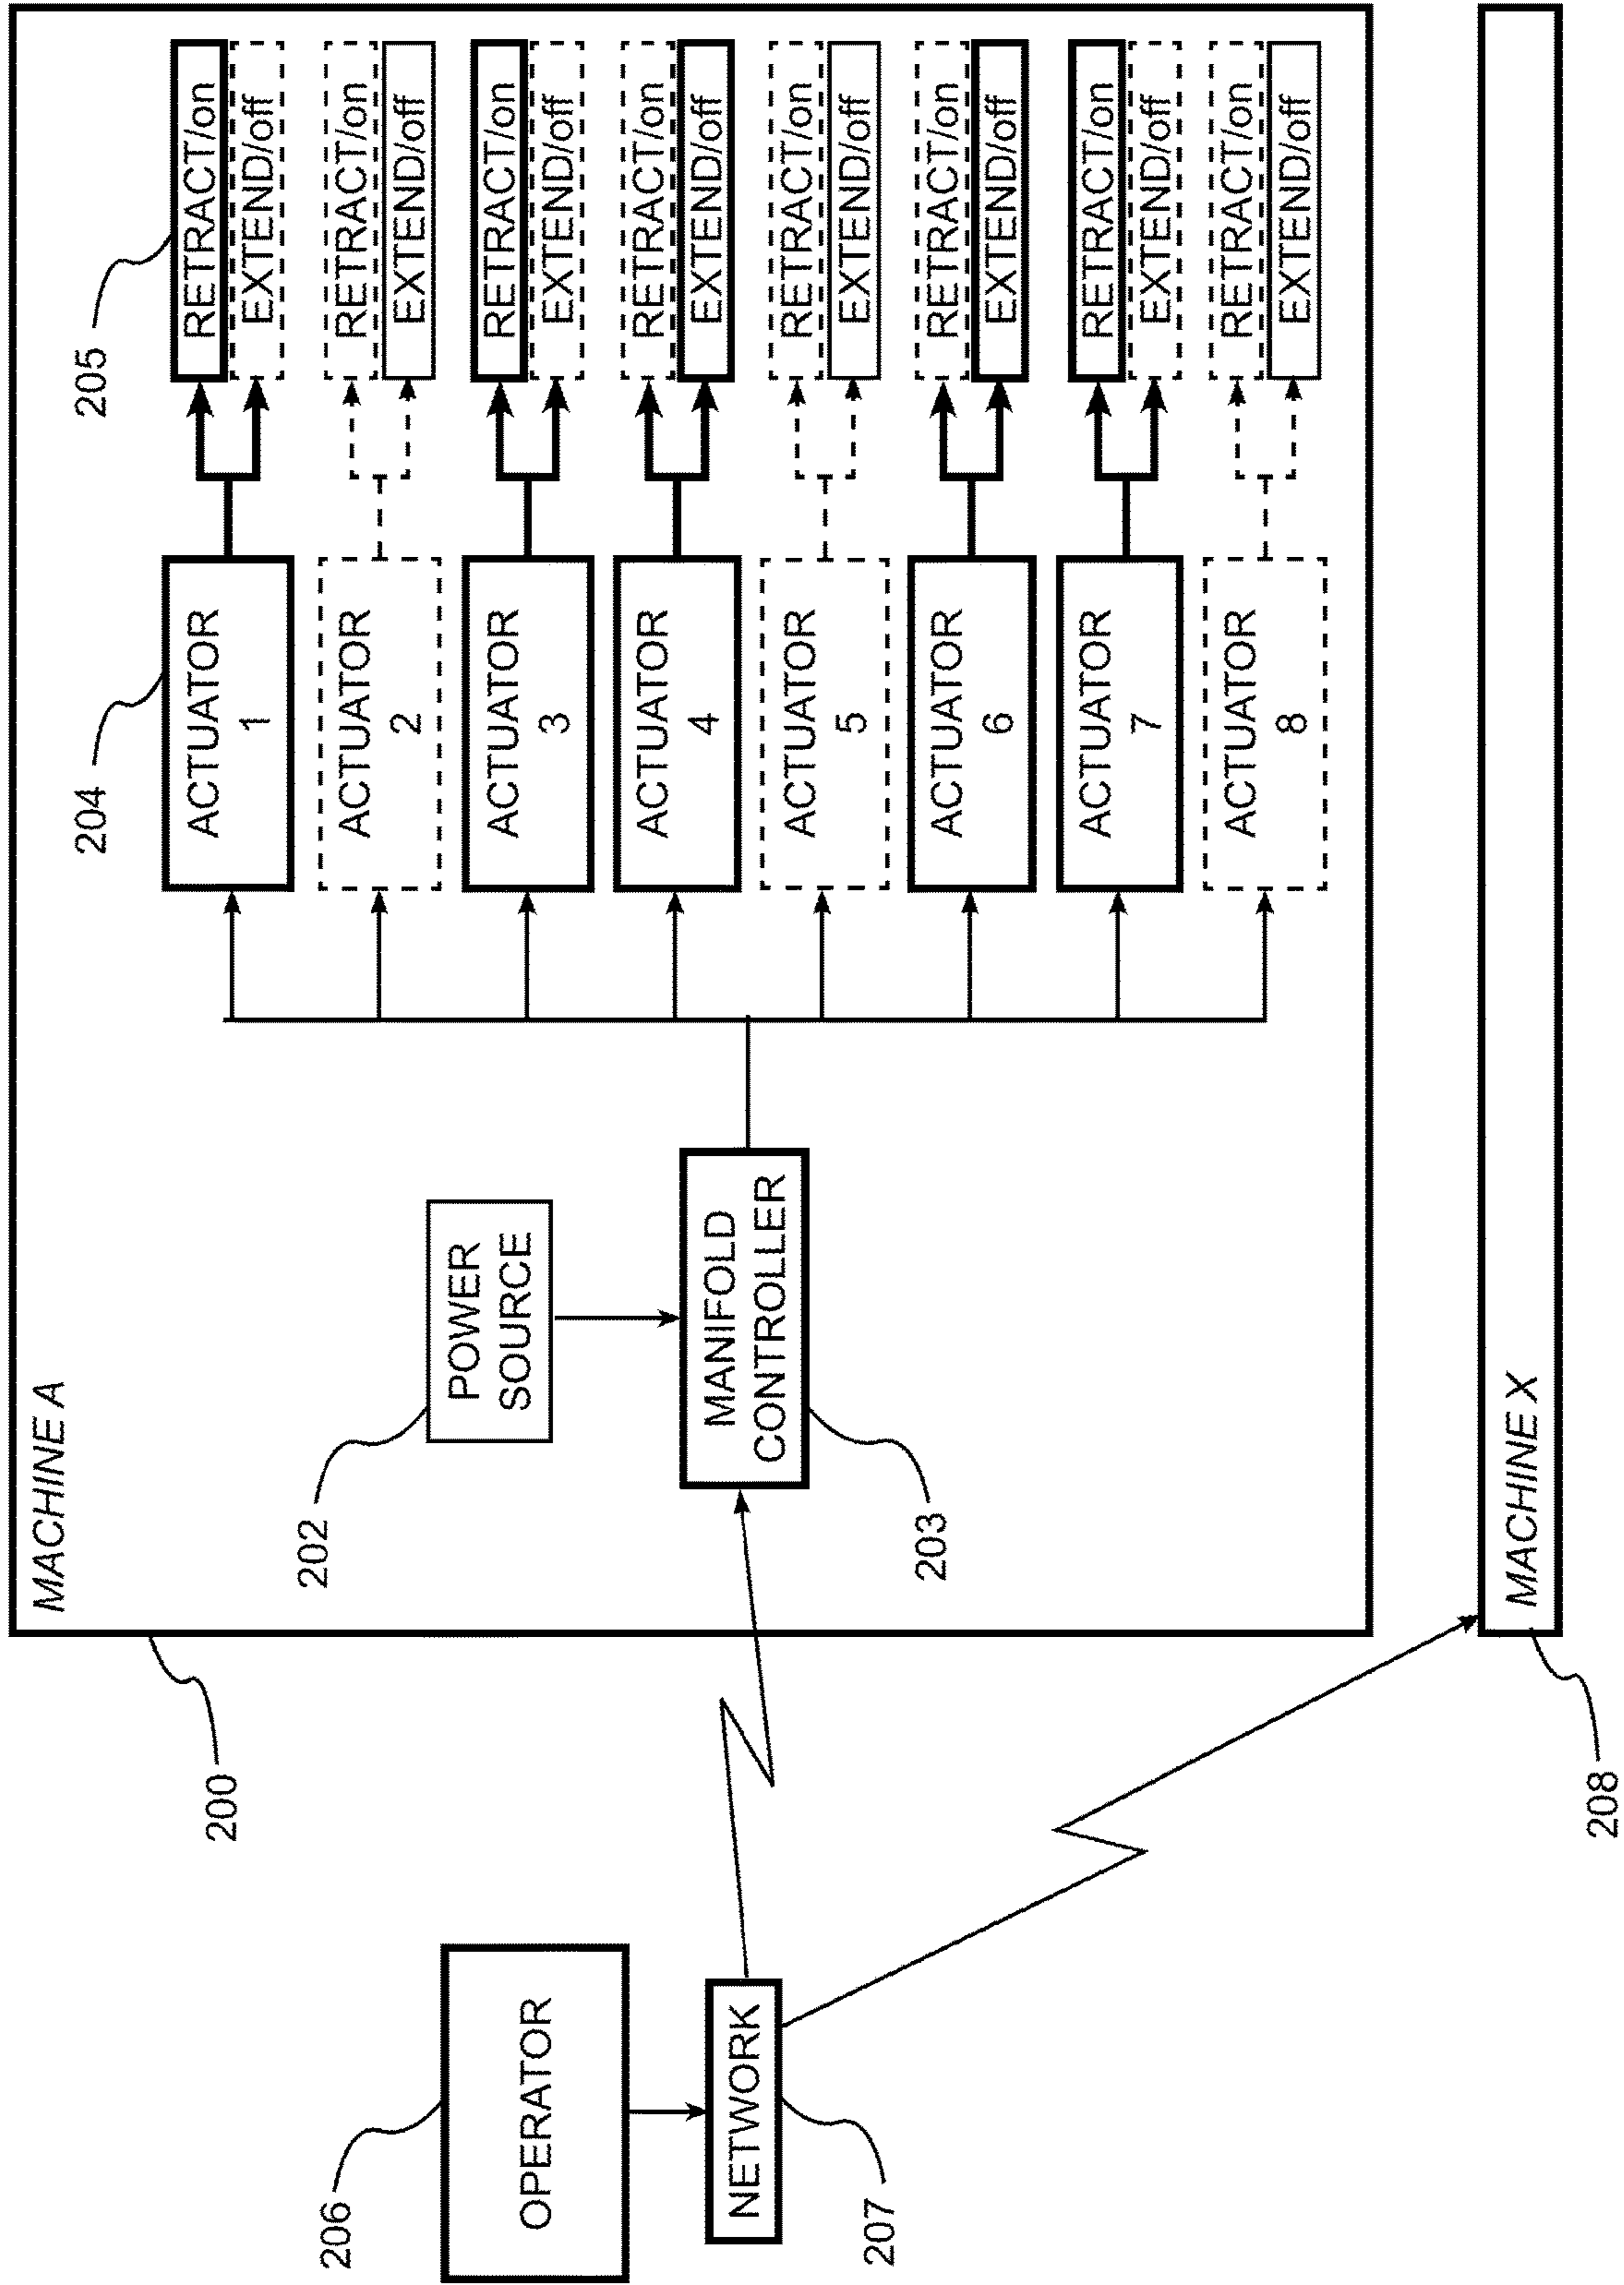 MACHINE A
200
206
OPERATOR
NETWORK
207
202
POWER
SOURCE
MANIFOLD
CONTROLLER
203
204
205
ACTUATOR
1
RETRACT/on
EXTEND/off
ACTUATOR
2
RETRACT/on
EXTEND/off
ACTUATOR
3
RETRACT/on
EXTEND/off
ACTUATOR
4
RETRACT/on
EXTEND/off
ACTUATOR
5
RETRACT/on
EXTEND/off
ACTUATOR
6
RETRACT/on
EXTEND/off
ACTUATOR
7
RETRACT/on
EXTEND/off
ACTUATOR
8
RETRACT/on
EXTEND/off
MACHINE X
208